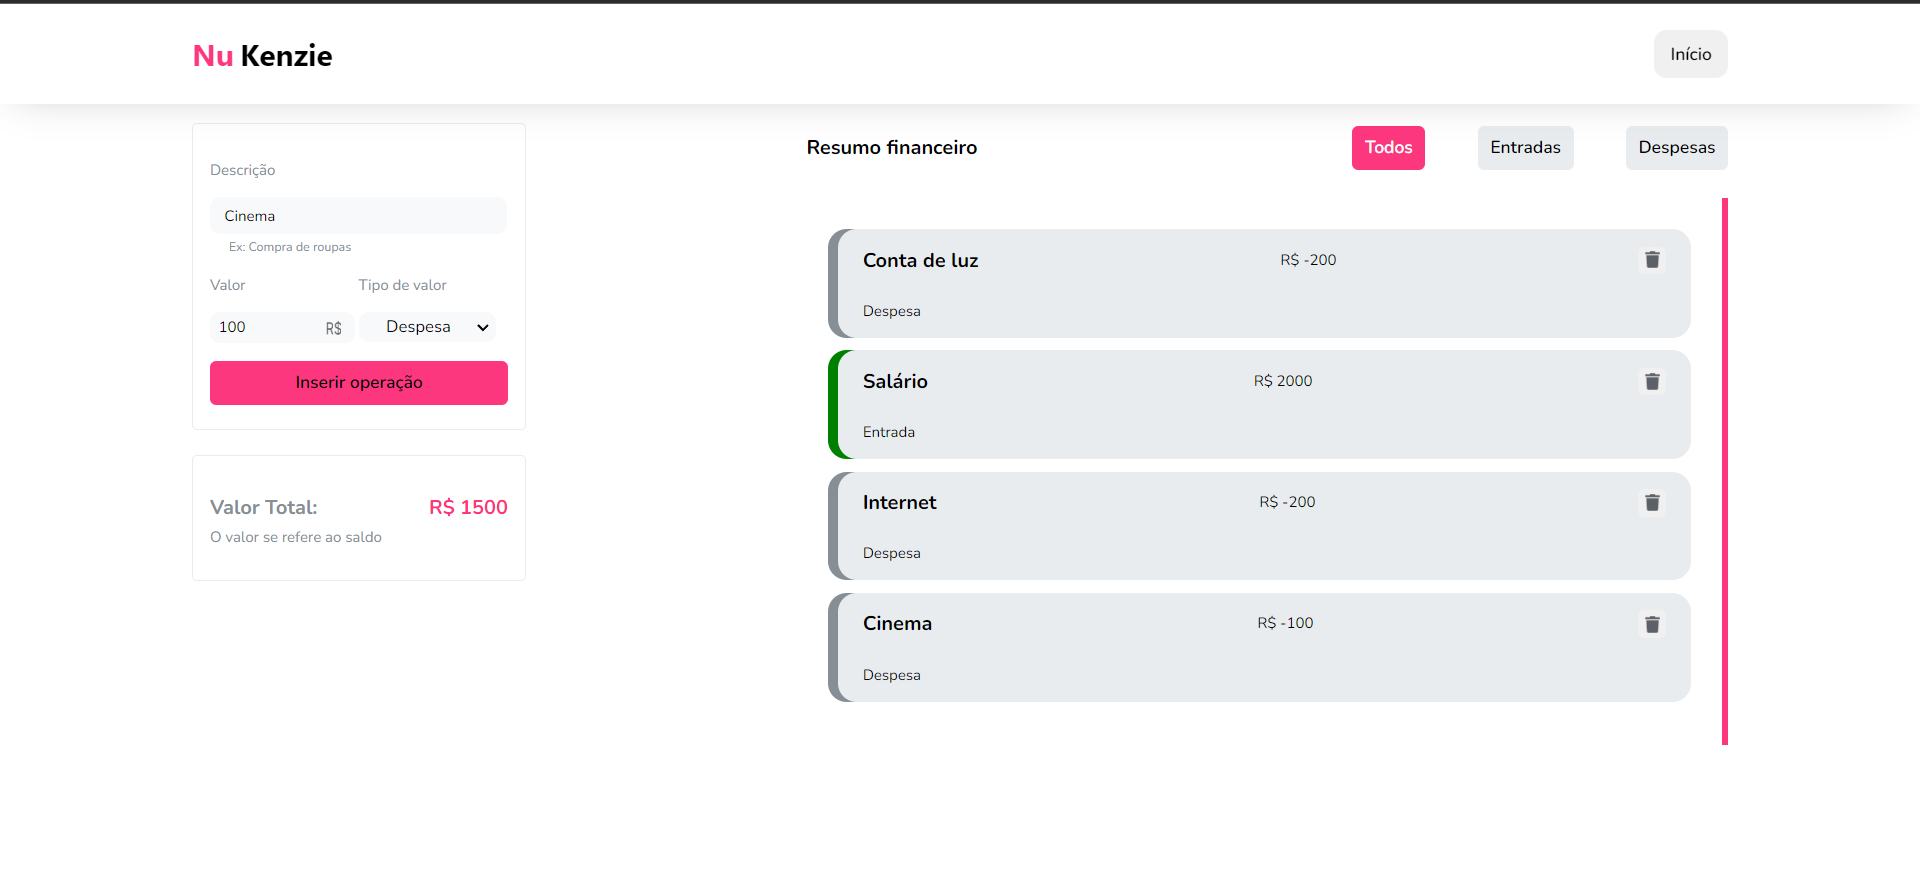 Nu Kenzie
Início
Descrição
Cinema
Ex: Compra de roupas
Valor Tipo de valor
100 R$ Despesa
Inserir operação
Valor Total: R$ 1500
O valor se refere ao saldo
Resumo financeiro
Todos Entradas Despesas
Conta de luz R$ -200
Despesa
Salário R$ 2000
Entrada
Internet R$ -200
Despesa
Cinema R$ -100
Despesa